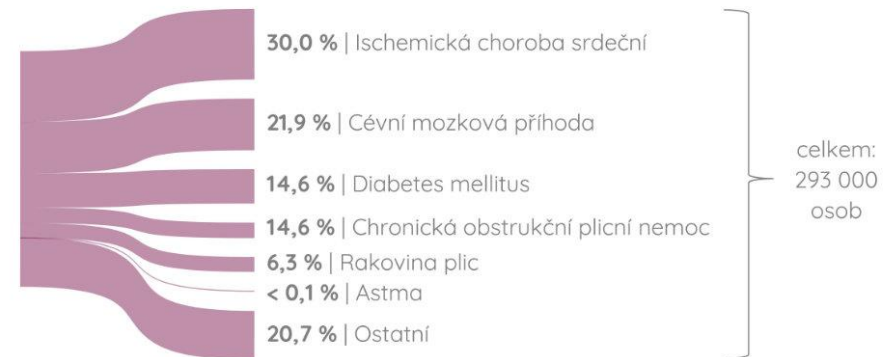 30,0 % | Ischemická choroba srdeční
21,9 % | Cévní mozková příhoda
14,6 % | Diabetes mellitus
14,6 % | Chronická obstrukční plicní nemoc
6,3 % | Rakovina plic
< 0,1 % | Astma
20,7 % | Ostatní
celkem:
293 000
osob